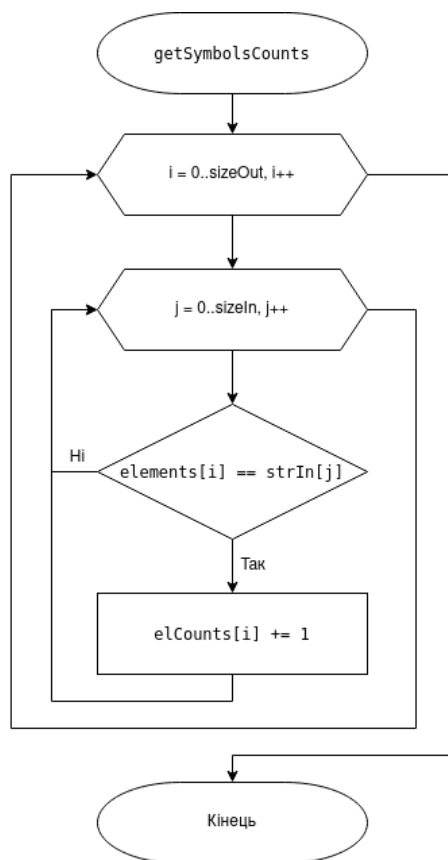 getSymbolsCounts
i = 0..sizeOut, i++
j = 0..sizeIn, j++
Ні
elements[i] == strIn[j]
Так
elCounts[i] += 1
Кінець